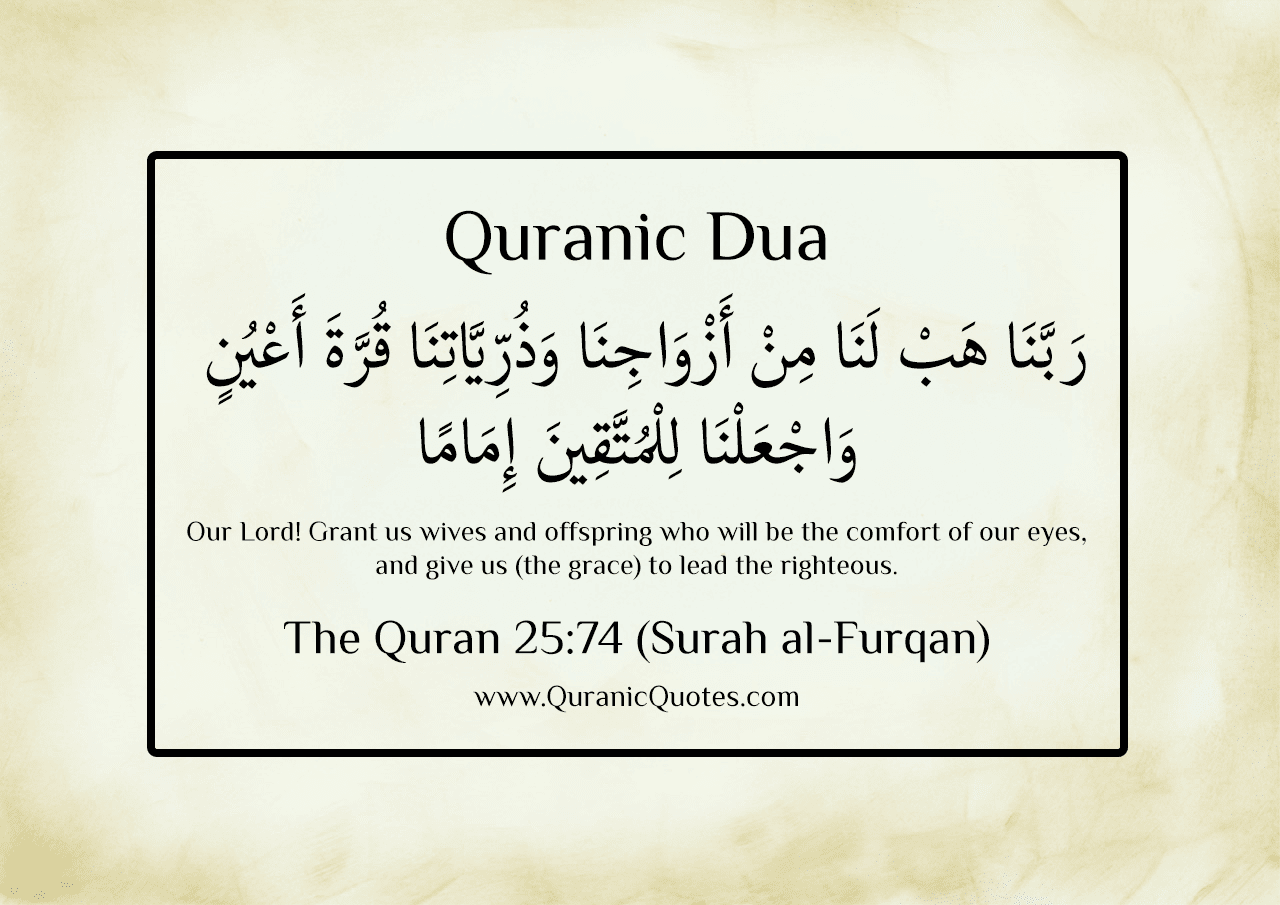 Quranic Dua
رَبَّنَا هَبْ لَنَا مِنْ أَزْوَاجِنَا وَذُرِّيَّاتِنَا قُرَّةَ أَعْيُنٍ
وَاجْعَلْنَا لِلْمُتَّقِينَ إِمَامًا
Our Lord! Grant us wives and offspring who will be the comfort of our eyes,
and give us (the grace) to lead the righteous.
The Quran 25:74 (Surah al-Furqan)
www.QuranicQuotes.com